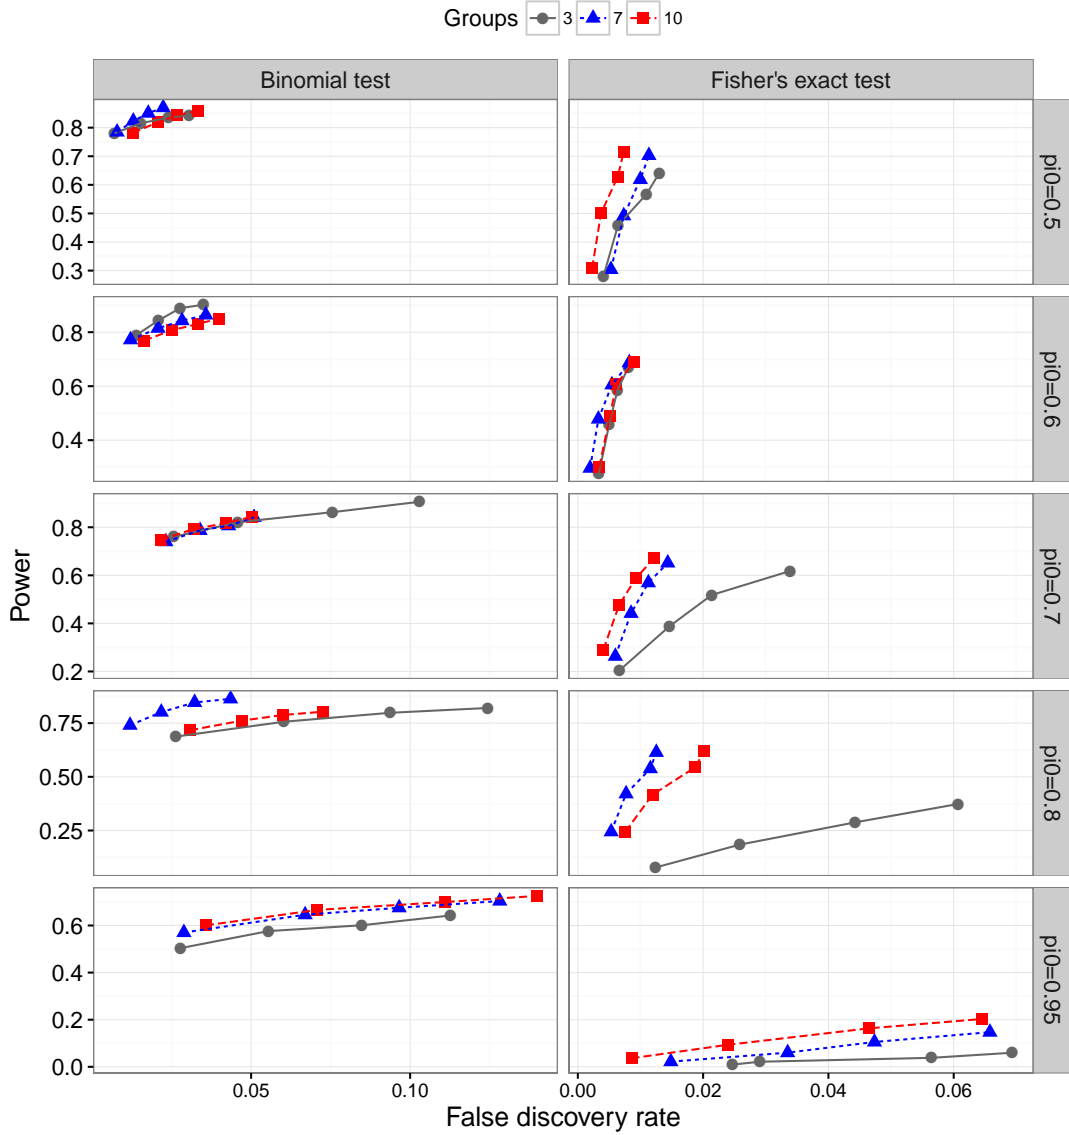 Groups 3 7 10
Binomial test Fisher's exact test
0.8
0.7
0.6
0.5
0.4
0.3
pi0=0.5
0.8
0.6
0.4
pi0=0.6
0.8
0.6
0.4
0.2
pi0=0.7
0.75
0.50
0.25
pi0=0.8
0.6
0.4
0.2
0.0
pi0=0.95
Power
0.05 0.10 0.00 0.02 0.04 0.06
False discovery rate